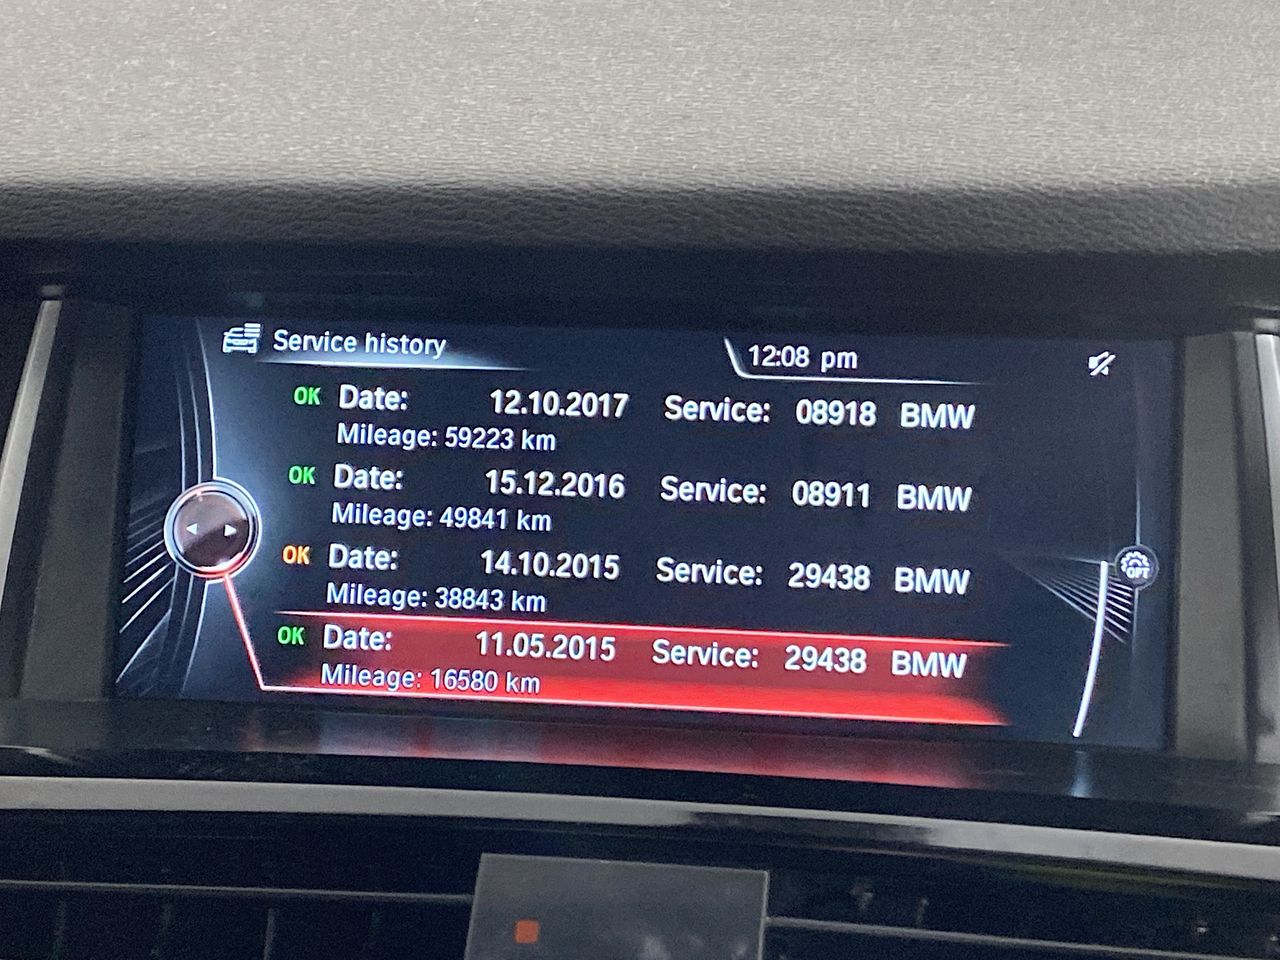 Service history
12:08 pm
OK Date: 12.10.2017 Service: 08918 BMW
Mileage: 59223 km
OK Date: 15.12.2016 Service: 08911 BMW
Mileage: 49841 km
OK Date: 14.10.2015 Service: 29438 BMW
Mileage: 38843 km
OPT
OK Date: 11.05.2015 Service: 29438 BMW
Mileage: 16580 km